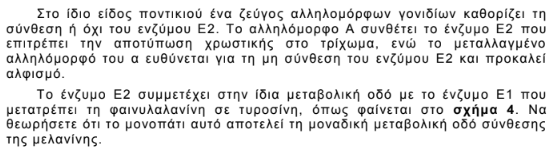 Στο ίδιο είδος ποντικιού ένα ζεύγος αλληλομόρφων γονιδίων καθορίζει τη
σύνθεση ή όχι του ενζύμου Ε2. Το αλληλόμορφο Α συνθέτει το ένζυμο Ε2 που
επιτρέπει την αποτύπωση χρωστικής στο τρίχωμα, ενώ το μεταλλαγμένο
αλληλόμορφό του α ευθύνεται για τη μη σύνθεση του ενζύμου Ε2 και προκαλεί
αλφισμό.
Το ένζυμο Ε2 συμμετέχει στην ίδια μεταβολική οδό με το ένζυμο Ε1 που
μετατρέπει τη φαινυλαλανίνη σε τυροσίνη, όπως φαίνεται στο σχήμα 4. Να
θεωρήσετε ότι το μονοπάτι αυτό αποτελεί τη μοναδική μεταβολική οδό σύνθεσης
της μελανίνης.